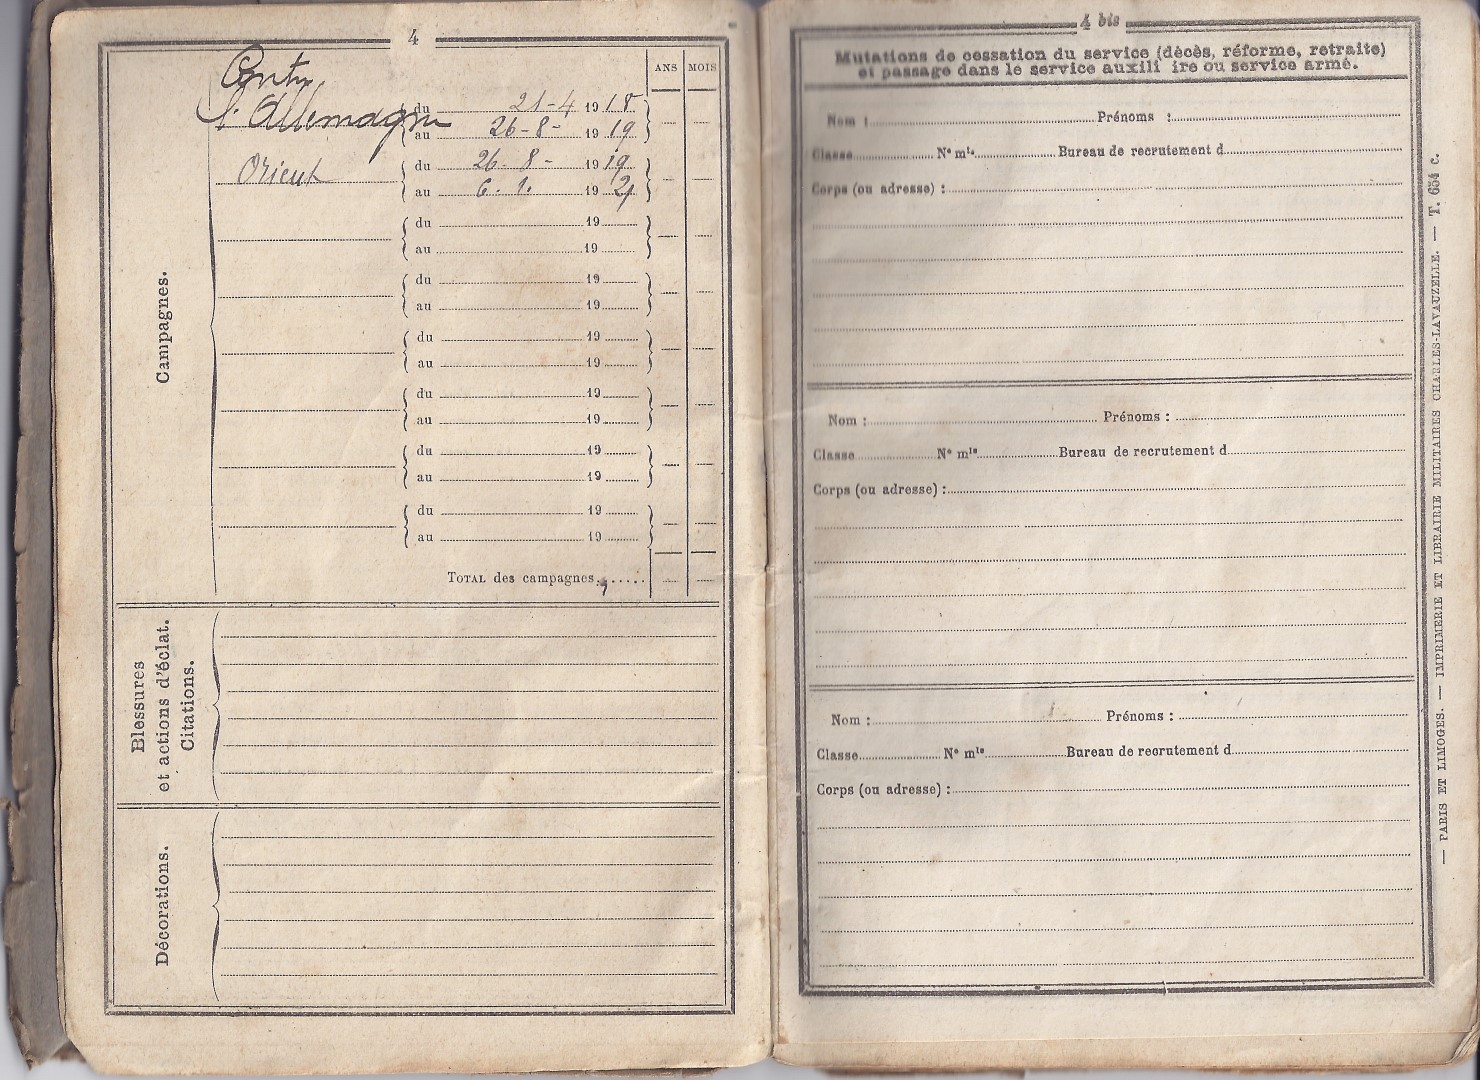 4
ANS MOIS
Campagnes.
Contre
l'Allemagne
du 21-4 1918
au 26-8- 1919
Orient
du 26-8- 1919
au 6.1. 1921
du 19
au 19
du 19
au 19
du 19
au 19
du 19
au 19
du 19
au 19
du 19
au 19
TOTAL des campagnes
Blessures
et actions d'éclat.
Citations.
Décorations.
4 bis
Mutations de cessation du service (décès, réforme, retraite)
et passage dans le service auxili ire ou service armé.
Nom : Prénoms :
Classe N° mle Bureau de recrutement d
Corps (ou adresse) :
Nom : Prénoms :
Classe N° mle Bureau de recrutement d
Corps (ou adresse) :
Nom : Prénoms :
Classe N° mle Bureau de recrutement d
Corps (ou adresse) :
— PARIS ET LIMOGES. — IMPRIMERIE ET LIBRAIRIE MILITAIRES CHARLES-LAVAUZELLE. — T. 654 c.